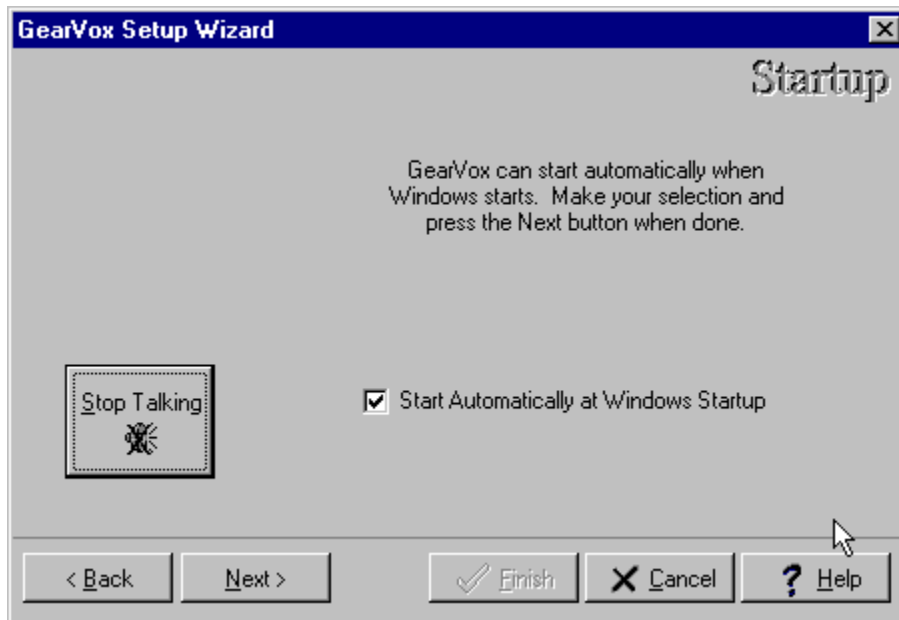 GearVox Setup Wizard
Startup
GearVox can start automatically when
Windows starts.  Make your selection and
press the Next button when done.
Stop Talking
Start Automatically at Windows Startup
< Back
Next >
Finish
Cancel
? Help